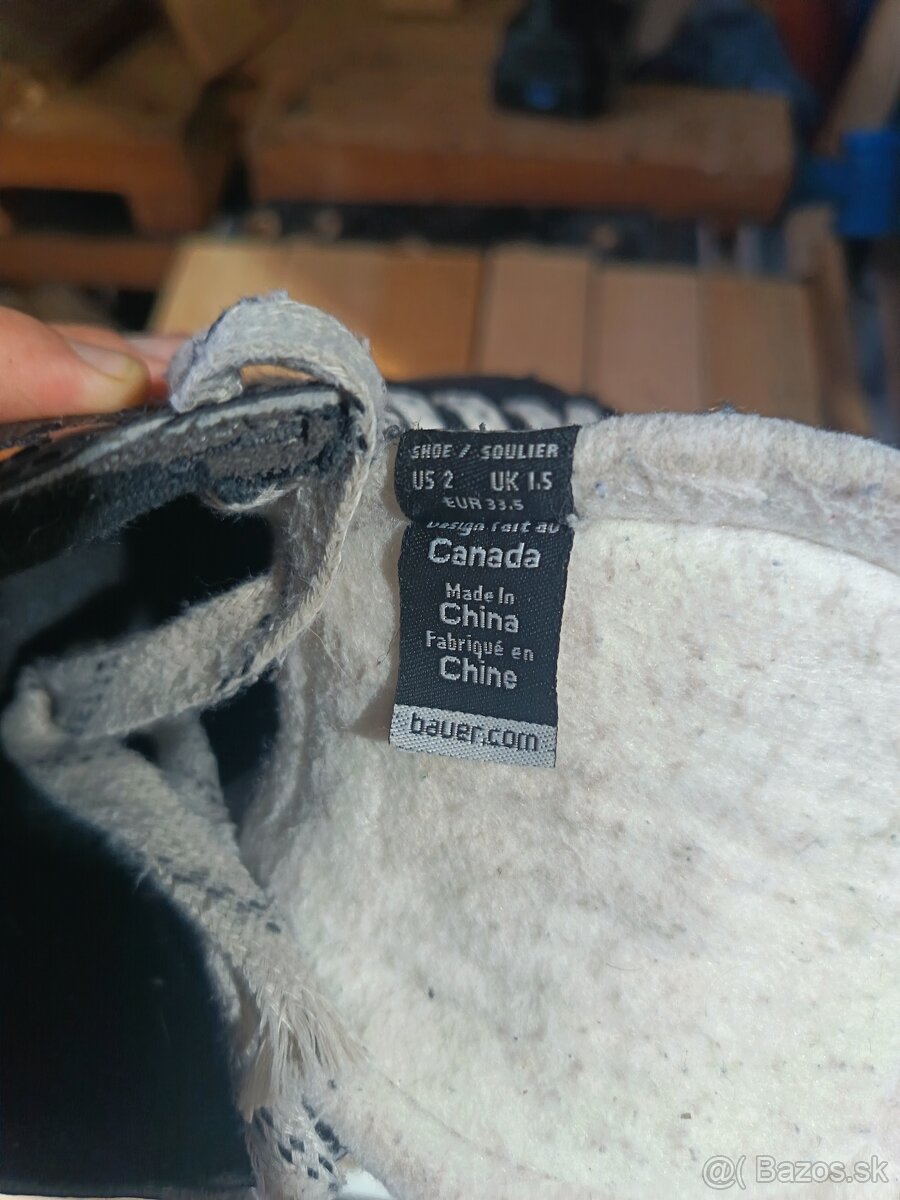 SHOE / SOULIER
US 2 UK 1.5
EUR 33.5
Design fait au
Canada
Made In
China
Fabriqué en
Chine
bauer.com
@( Bazos.sk